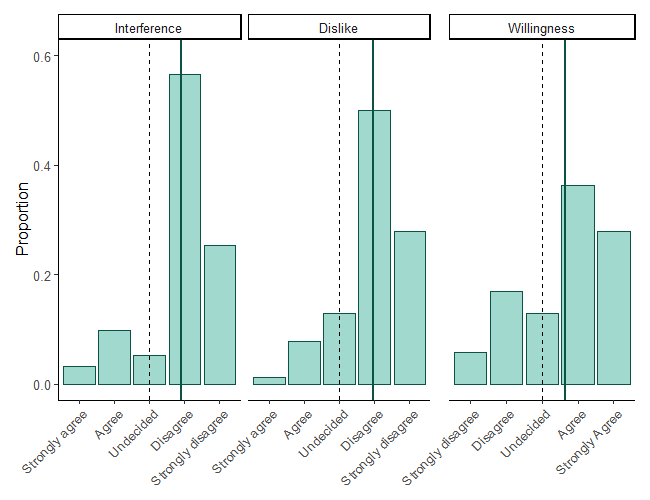 Interference Dislike Willingness
Proportion
0.6
0.4
0.2
0.0
Strongly agree Agree Undecided Disagree Strongly disagree
Strongly agree Agree Undecided Disagree Strongly disagree
Strongly disagree Disagree Undecided Agree Strongly Agree